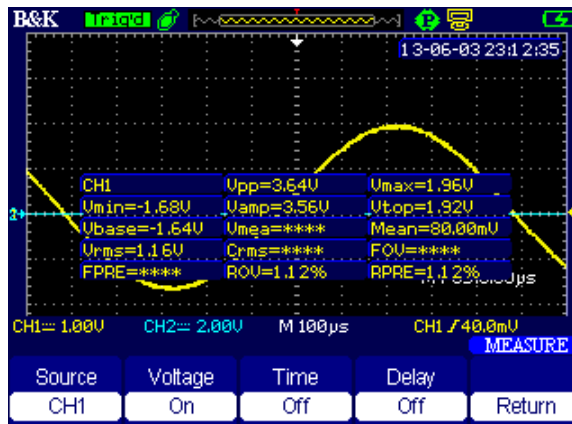 B&K Trig'd
13-06-03 23:12:35
CH1 Vpp=3.64V Vmax=1.96V
Vmin=-1.68V Vamp=3.56V Vtop=1.92V
Vbase=-1.64V Vmea=**** Mean=80.00mV
Vrms=1.16V Crms=**** FOV=****
FPRE=**** ROV=1.12% RPRE=1.12%
µs
CH1 1.00V CH2 2.00V M 100µs CH1 40.0mV
MEASURE
Source Voltage Time Delay
CH1 On Off Off Return